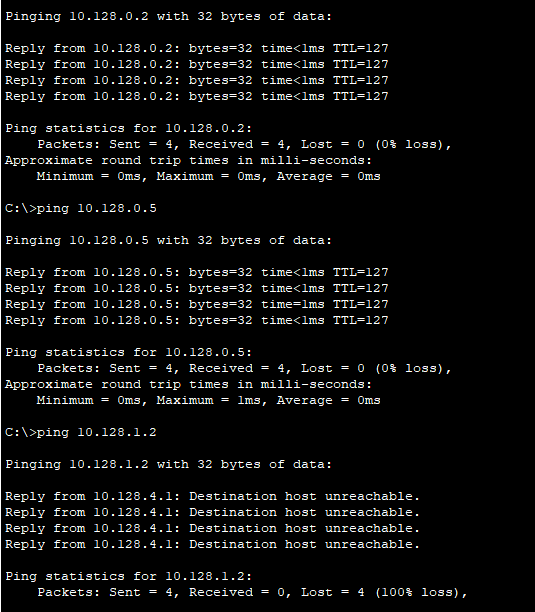 Pinging 10.128.0.2 with 32 bytes of data:
Reply from 10.128.0.2: bytes=32 time<1ms TTL=127
Reply from 10.128.0.2: bytes=32 time<1ms TTL=127
Reply from 10.128.0.2: bytes=32 time<1ms TTL=127
Reply from 10.128.0.2: bytes=32 time<1ms TTL=127
Ping statistics for 10.128.0.2:
    Packets: Sent = 4, Received = 4, Lost = 0 (0% loss),
Approximate round trip times in milli-seconds:
    Minimum = 0ms, Maximum = 0ms, Average = 0ms
C:\>ping 10.128.0.5
Pinging 10.128.0.5 with 32 bytes of data:
Reply from 10.128.0.5: bytes=32 time<1ms TTL=127
Reply from 10.128.0.5: bytes=32 time<1ms TTL=127
Reply from 10.128.0.5: bytes=32 time=1ms TTL=127
Reply from 10.128.0.5: bytes=32 time<1ms TTL=127
Ping statistics for 10.128.0.5:
    Packets: Sent = 4, Received = 4, Lost = 0 (0% loss),
Approximate round trip times in milli-seconds:
    Minimum = 0ms, Maximum = 1ms, Average = 0ms
C:\>ping 10.128.1.2
Pinging 10.128.1.2 with 32 bytes of data:
Reply from 10.128.4.1: Destination host unreachable.
Reply from 10.128.4.1: Destination host unreachable.
Reply from 10.128.4.1: Destination host unreachable.
Reply from 10.128.4.1: Destination host unreachable.
Ping statistics for 10.128.1.2:
    Packets: Sent = 4, Received = 0, Lost = 4 (100% loss),